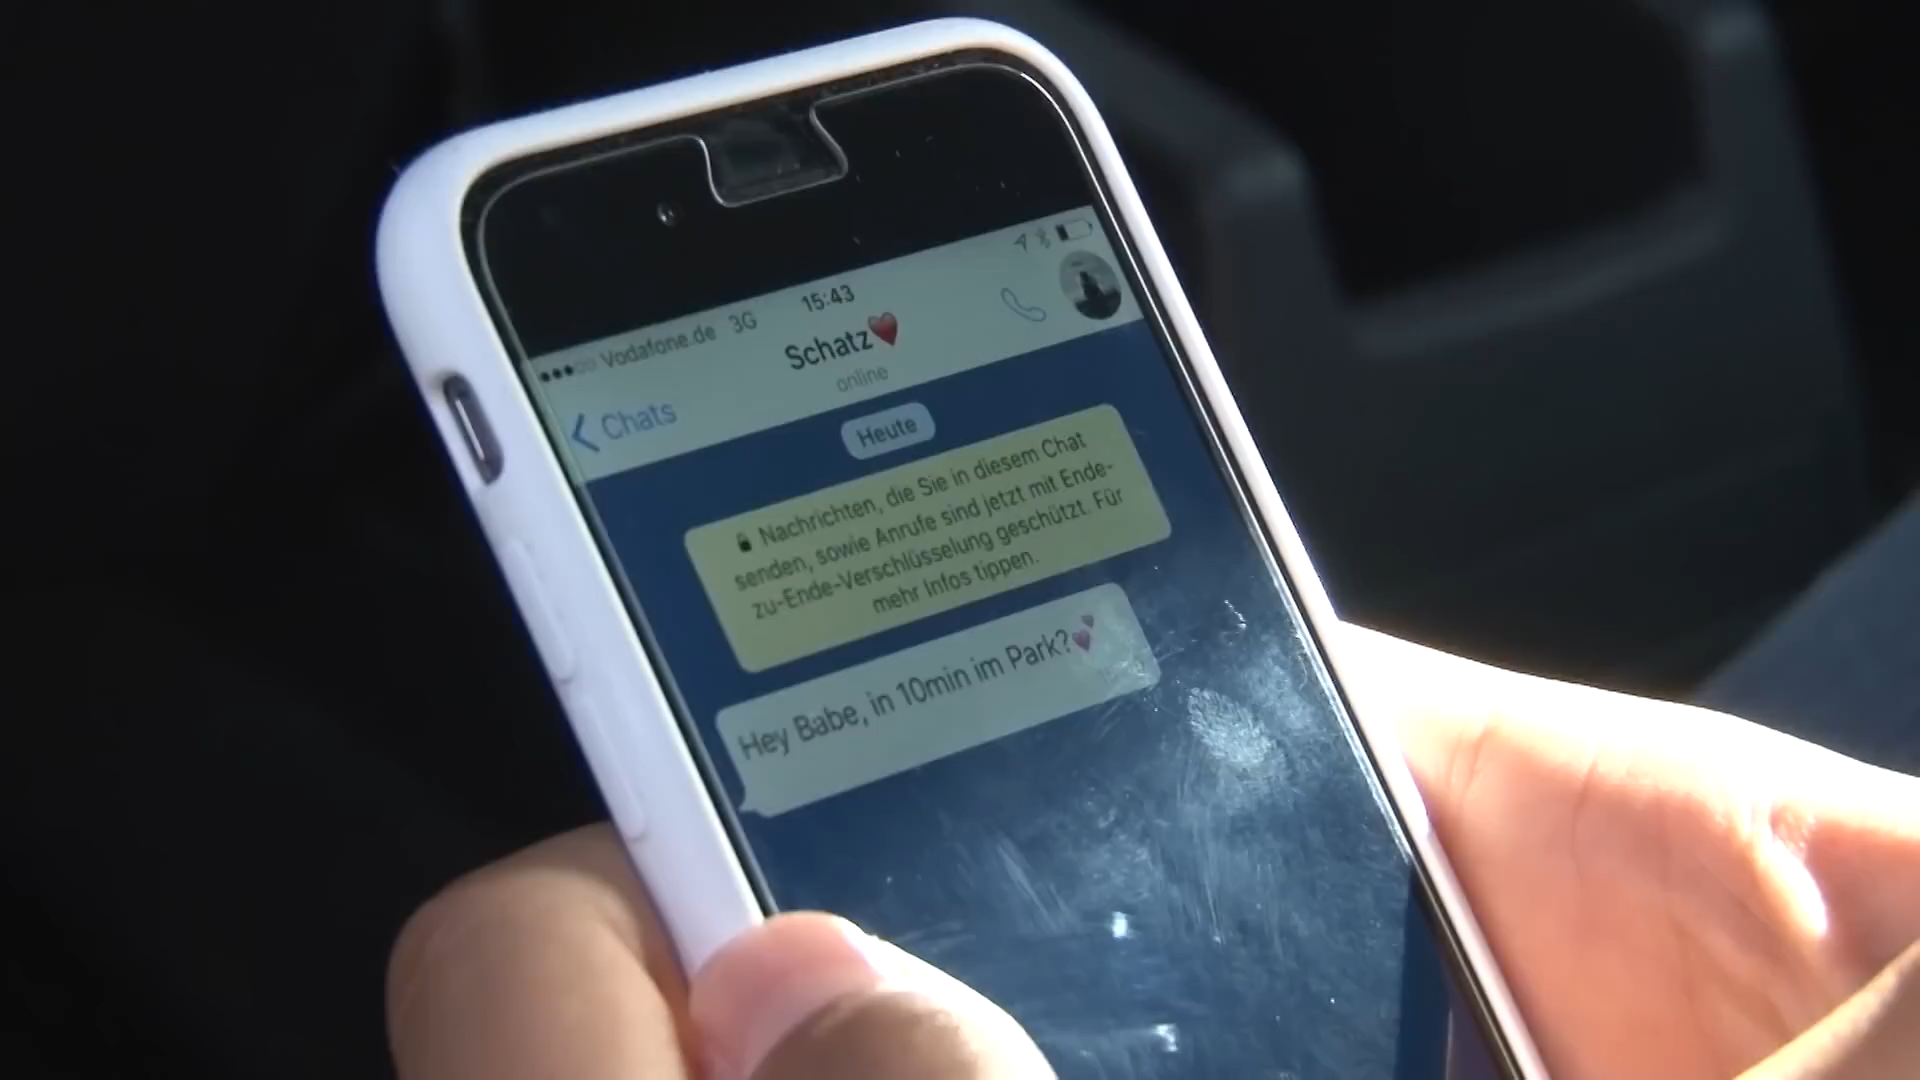 Vodafone.de 3G 15:43
Schatz❤️
online
Chats
Heute
🔒 Nachrichten, die Sie in diesem Chat
senden, sowie Anrufe sind jetzt mit Ende-
zu-Ende-Verschlüsselung geschützt. Für
mehr Infos tippen.
Hey Babe, in 10min im Park?💕